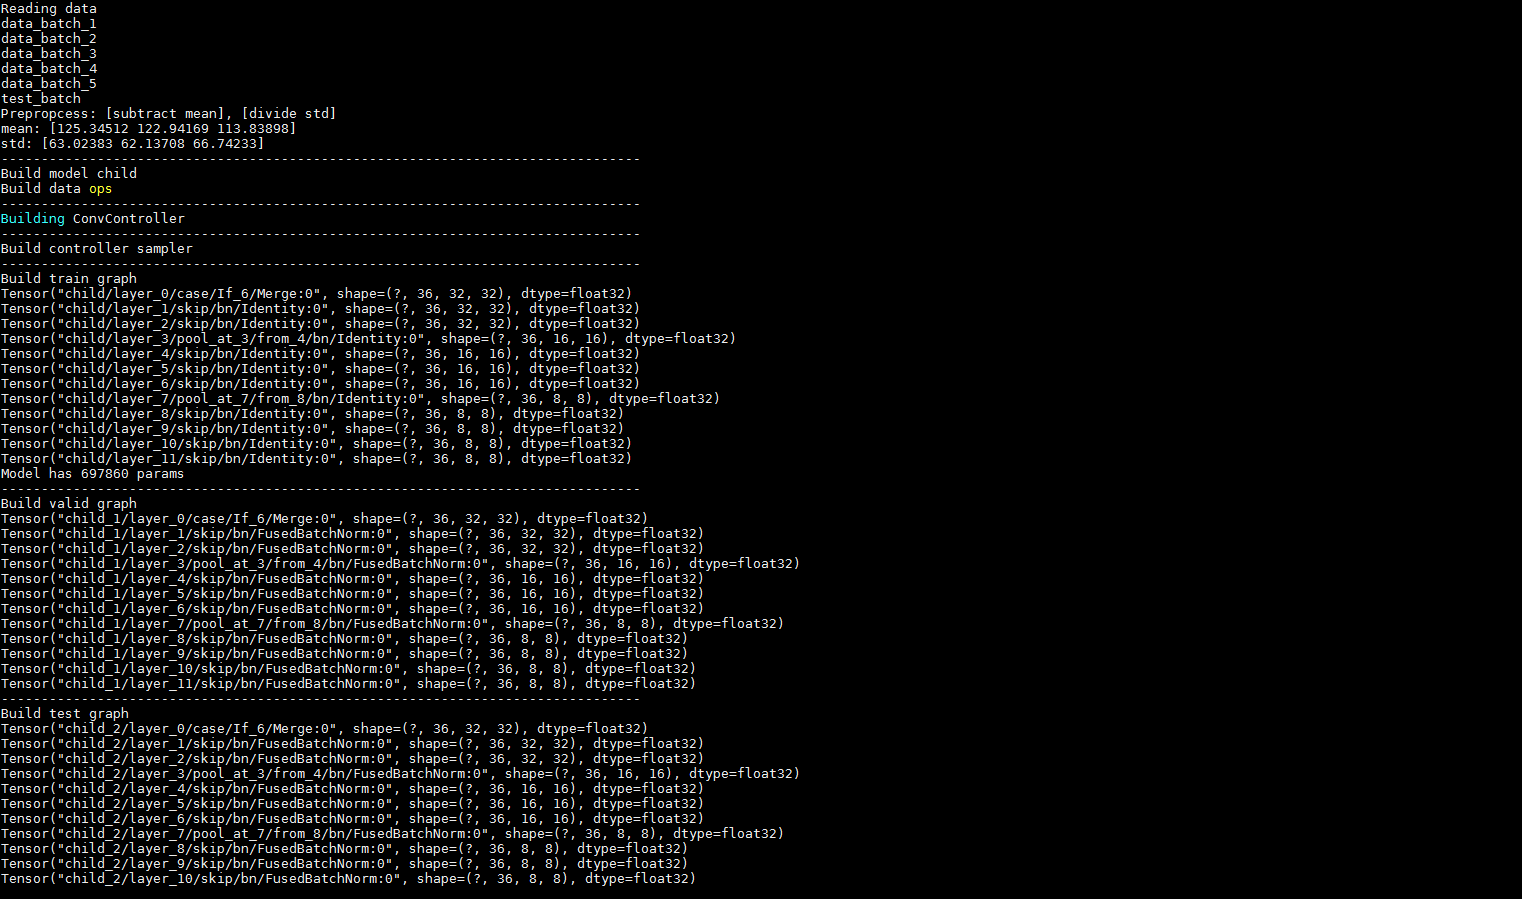 Reading data
data_batch_1
data_batch_2
data_batch_3
data_batch_4
data_batch_5
test_batch
Prepropcess: [subtract mean], [divide std]
mean: [125.34512 122.94169 113.83898]
std: [63.02383 62.13708 66.74233]
--------------------------------------------------------------------------------
Build model child
Build data ops
--------------------------------------------------------------------------------
Building ConvController
--------------------------------------------------------------------------------
Build controller sampler
--------------------------------------------------------------------------------
Build train graph
Tensor("child/layer_0/case/If_6/Merge:0", shape=(?, 36, 32, 32), dtype=float32)
Tensor("child/layer_1/skip/bn/Identity:0", shape=(?, 36, 32, 32), dtype=float32)
Tensor("child/layer_2/skip/bn/Identity:0", shape=(?, 36, 32, 32), dtype=float32)
Tensor("child/layer_3/pool_at_3/from_4/bn/Identity:0", shape=(?, 36, 16, 16), dtype=float32)
Tensor("child/layer_4/skip/bn/Identity:0", shape=(?, 36, 16, 16), dtype=float32)
Tensor("child/layer_5/skip/bn/Identity:0", shape=(?, 36, 16, 16), dtype=float32)
Tensor("child/layer_6/skip/bn/Identity:0", shape=(?, 36, 16, 16), dtype=float32)
Tensor("child/layer_7/pool_at_7/from_8/bn/Identity:0", shape=(?, 36, 8, 8), dtype=float32)
Tensor("child/layer_8/skip/bn/Identity:0", shape=(?, 36, 8, 8), dtype=float32)
Tensor("child/layer_9/skip/bn/Identity:0", shape=(?, 36, 8, 8), dtype=float32)
Tensor("child/layer_10/skip/bn/Identity:0", shape=(?, 36, 8, 8), dtype=float32)
Tensor("child/layer_11/skip/bn/Identity:0", shape=(?, 36, 8, 8), dtype=float32)
Model has 697860 params
--------------------------------------------------------------------------------
Build valid graph
Tensor("child_1/layer_0/case/If_6/Merge:0", shape=(?, 36, 32, 32), dtype=float32)
Tensor("child_1/layer_1/skip/bn/FusedBatchNorm:0", shape=(?, 36, 32, 32), dtype=float32)
Tensor("child_1/layer_2/skip/bn/FusedBatchNorm:0", shape=(?, 36, 32, 32), dtype=float32)
Tensor("child_1/layer_3/pool_at_3/from_4/bn/FusedBatchNorm:0", shape=(?, 36, 16, 16), dtype=float32)
Tensor("child_1/layer_4/skip/bn/FusedBatchNorm:0", shape=(?, 36, 16, 16), dtype=float32)
Tensor("child_1/layer_5/skip/bn/FusedBatchNorm:0", shape=(?, 36, 16, 16), dtype=float32)
Tensor("child_1/layer_6/skip/bn/FusedBatchNorm:0", shape=(?, 36, 16, 16), dtype=float32)
Tensor("child_1/layer_7/pool_at_7/from_8/bn/FusedBatchNorm:0", shape=(?, 36, 8, 8), dtype=float32)
Tensor("child_1/layer_8/skip/bn/FusedBatchNorm:0", shape=(?, 36, 8, 8), dtype=float32)
Tensor("child_1/layer_9/skip/bn/FusedBatchNorm:0", shape=(?, 36, 8, 8), dtype=float32)
Tensor("child_1/layer_10/skip/bn/FusedBatchNorm:0", shape=(?, 36, 8, 8), dtype=float32)
Tensor("child_1/layer_11/skip/bn/FusedBatchNorm:0", shape=(?, 36, 8, 8), dtype=float32)
--------------------------------------------------------------------------------
Build test graph
Tensor("child_2/layer_0/case/If_6/Merge:0", shape=(?, 36, 32, 32), dtype=float32)
Tensor("child_2/layer_1/skip/bn/FusedBatchNorm:0", shape=(?, 36, 32, 32), dtype=float32)
Tensor("child_2/layer_2/skip/bn/FusedBatchNorm:0", shape=(?, 36, 32, 32), dtype=float32)
Tensor("child_2/layer_3/pool_at_3/from_4/bn/FusedBatchNorm:0", shape=(?, 36, 16, 16), dtype=float32)
Tensor("child_2/layer_4/skip/bn/FusedBatchNorm:0", shape=(?, 36, 16, 16), dtype=float32)
Tensor("child_2/layer_5/skip/bn/FusedBatchNorm:0", shape=(?, 36, 16, 16), dtype=float32)
Tensor("child_2/layer_6/skip/bn/FusedBatchNorm:0", shape=(?, 36, 16, 16), dtype=float32)
Tensor("child_2/layer_7/pool_at_7/from_8/bn/FusedBatchNorm:0", shape=(?, 36, 8, 8), dtype=float32)
Tensor("child_2/layer_8/skip/bn/FusedBatchNorm:0", shape=(?, 36, 8, 8), dtype=float32)
Tensor("child_2/layer_9/skip/bn/FusedBatchNorm:0", shape=(?, 36, 8, 8), dtype=float32)
Tensor("child_2/layer_10/skip/bn/FusedBatchNorm:0", shape=(?, 36, 8, 8), dtype=float32)